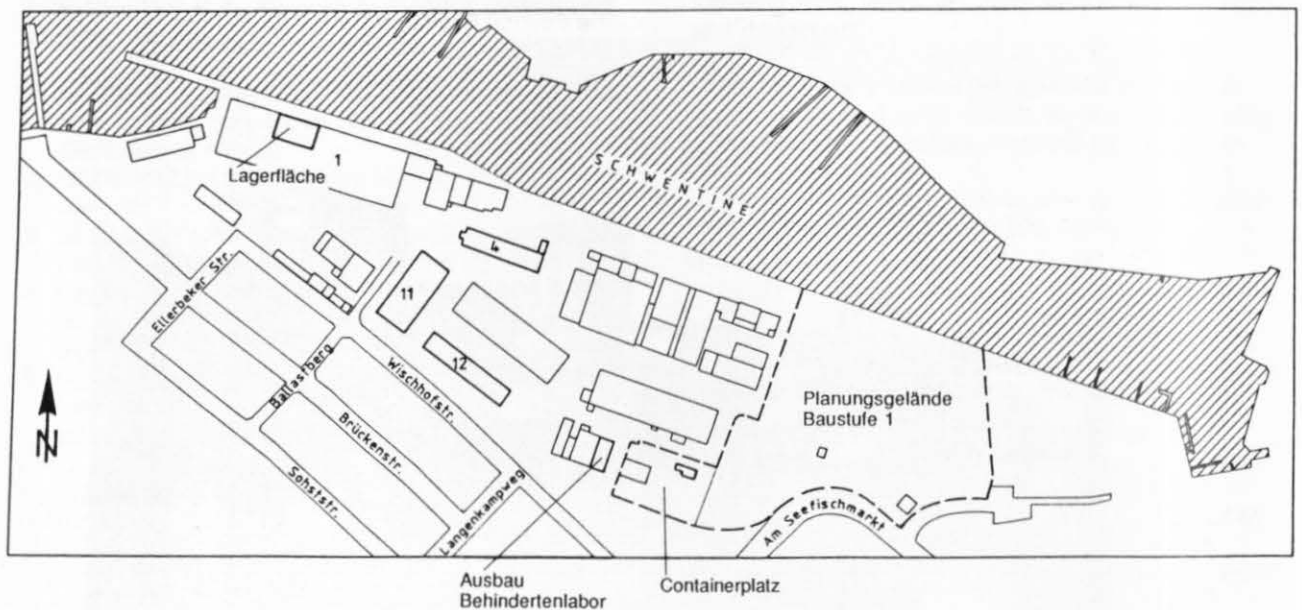 SCHWENTINE
1
Lagerfläche
4
11
12
Ellerbeker Str.
Ballastberg
Wischhofstr.
Brückenstr.
Sohststr.
Langenkampweg
Planungsgelände
Baustufe 1
Am Seefischmarkt
N
Ausbau
Behindertenlabor
Containerplatz